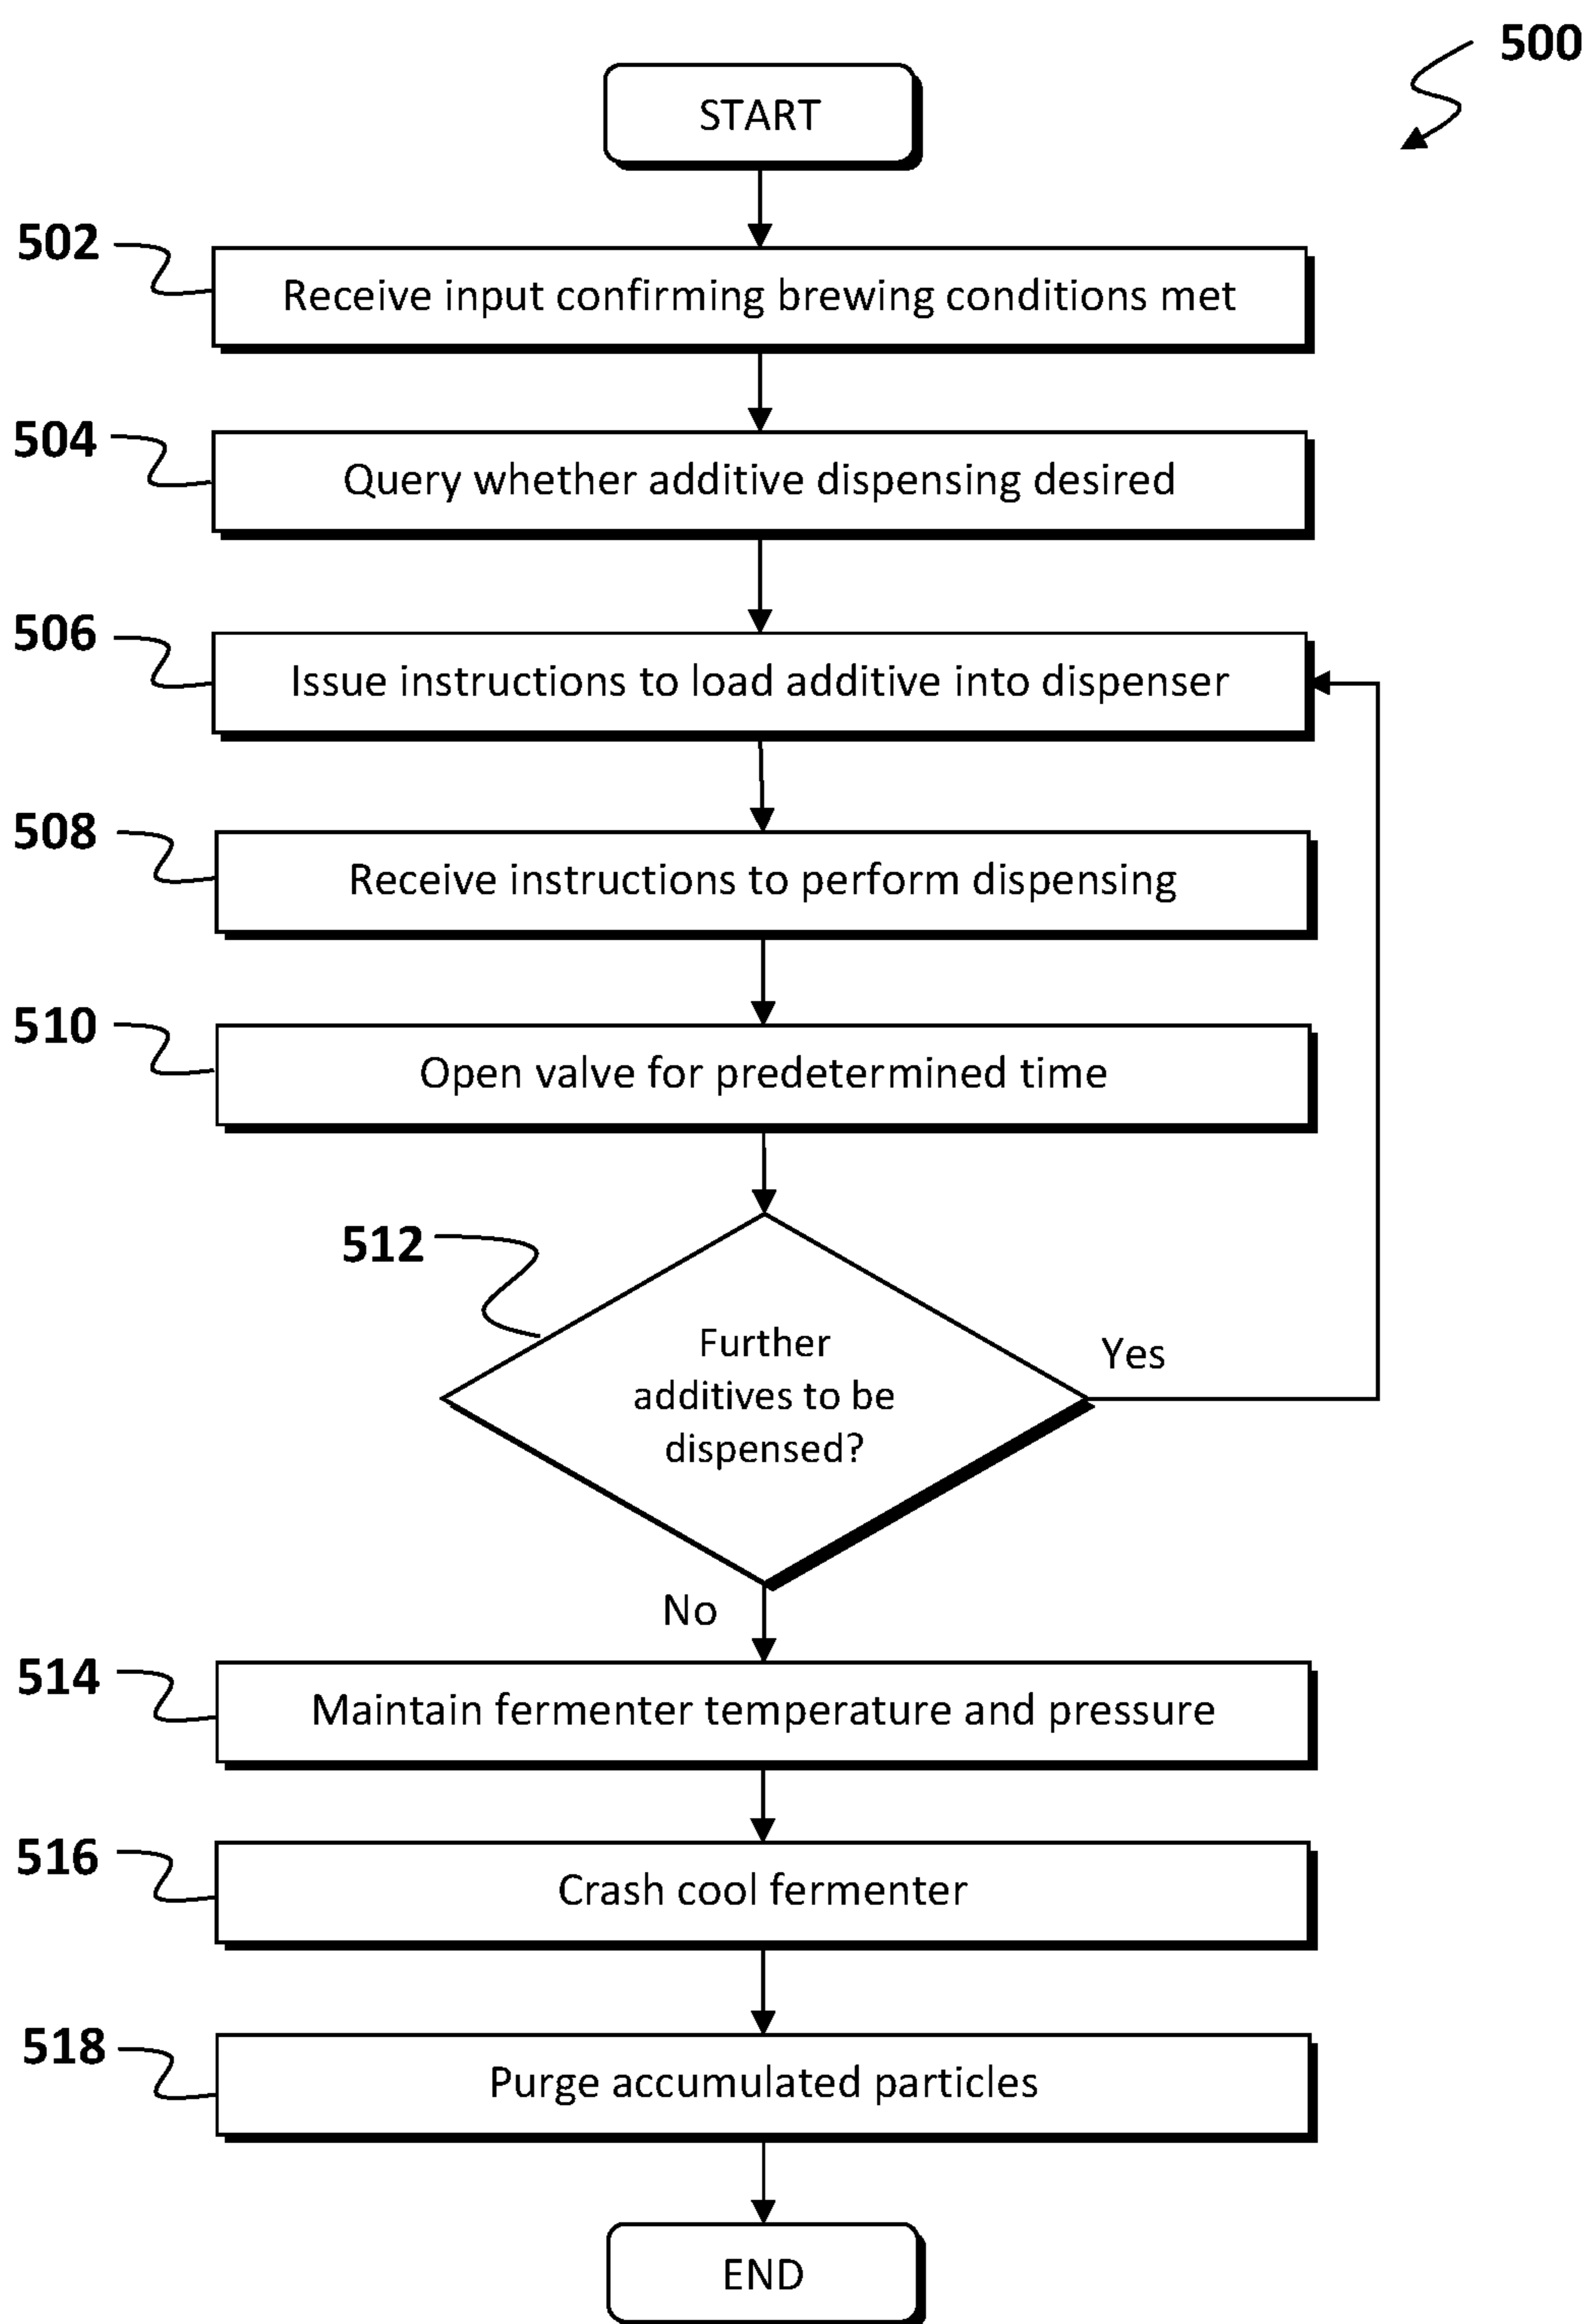 500
START
502
Receive input confirming brewing conditions met
504
Query whether additive dispensing desired
506
Issue instructions to load additive into dispenser
508
Receive instructions to perform dispensing
510
Open valve for predetermined time
512
Further
additives to be
dispensed?
Yes
No
514
Maintain fermenter temperature and pressure
516
Crash cool fermenter
518
Purge accumulated particles
END